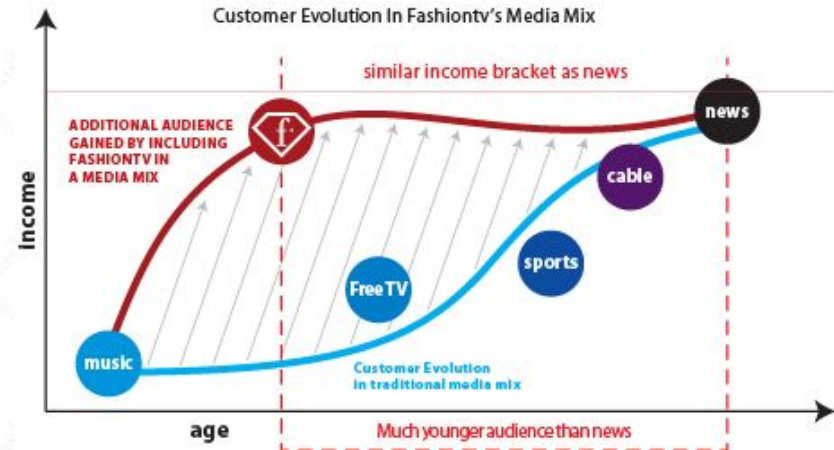 Customer Evolution In Fashiontv's Media Mix
similar income bracket as news
ADDITIONAL AUDIENCE
GAINED BY INCLUDING
FASHIONTV IN
A MEDIA MIX
f
news
cable
sports
FreeTV
music
Customer Evolution
in traditional media mix
income
age
Much younger audience than news